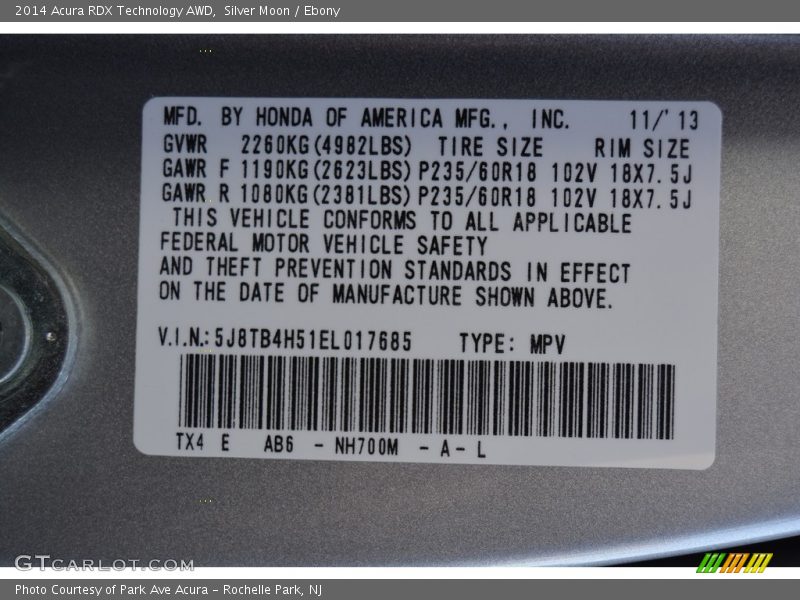 2014 Acura RDX Technology AWD,  Silver Moon / Ebony
MFD. BY HONDA OF AMERICA MFG., INC. 11/'13
GVWR 2260KG(4982LBS) TIRE SIZE RIM SIZE
GAWR F 1190KG(2623LBS) P235/60R18 102V 18X7.5J
GAWR R 1080KG(2381LBS) P235/60R18 102V 18X7.5J
THIS VEHICLE CONFORMS TO ALL APPLICABLE
FEDERAL MOTOR VEHICLE SAFETY
AND THEFT PREVENTION STANDARDS IN EFFECT
ON THE DATE OF MANUFACTURE SHOWN ABOVE.
V.I.N.: 5J8TB4H51EL017685 TYPE: MPV
TX4 E AB6 - NH700M - A - L
GTCARLOT.COM
Photo Courtesy of Park Ave Acura - Rochelle Park, NJ